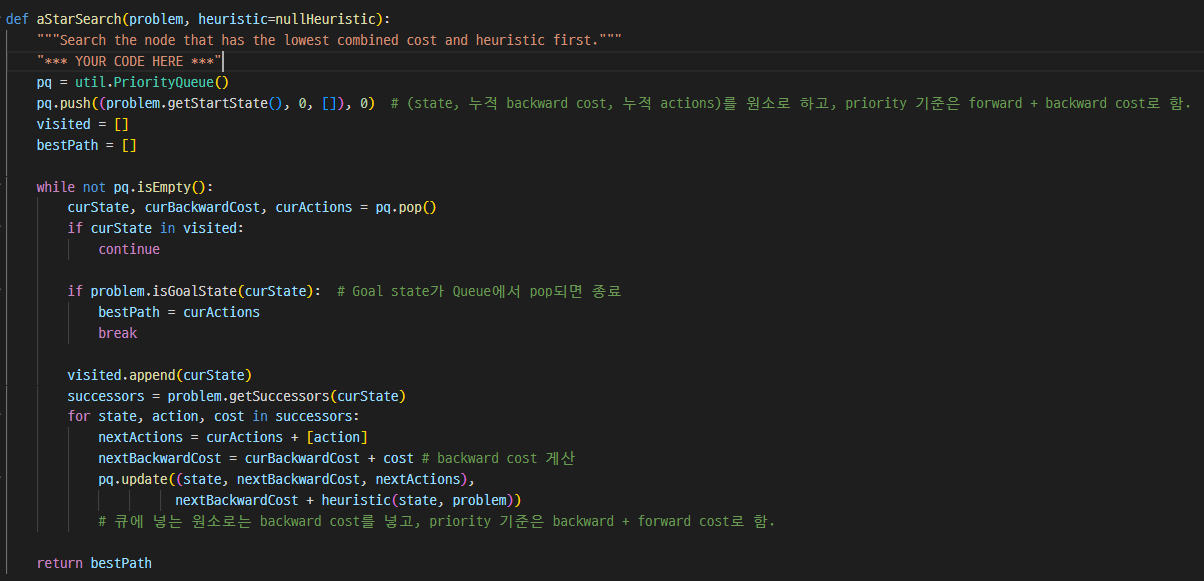 def aStarSearch(problem, heuristic=nullHeuristic):
    """Search the node that has the lowest combined cost and heuristic first."""
    "*** YOUR CODE HERE ***"
    pq = util.PriorityQueue()
    pq.push((problem.getStartState(), 0, []), 0)  # (state, 누적 backward cost, 누적 actions)를 원소로 하고, priority 기준은 forward + backward cost로 함.
    visited = []
    bestPath = []

    while not pq.isEmpty():
        curState, curBackwardCost, curActions = pq.pop()
        if curState in visited:
            continue

        if problem.isGoalState(curState):  # Goal state가 Queue에서 pop되면 종료
            bestPath = curActions
            break

        visited.append(curState)
        successors = problem.getSuccessors(curState)
        for state, action, cost in successors:
            nextActions = curActions + [action]
            nextBackwardCost = curBackwardCost + cost # backward cost 게산
            pq.update((state, nextBackwardCost, nextActions),
                      nextBackwardCost + heuristic(state, problem))
            # 큐에 넣는 원소로는 backward cost를 넣고, priority 기준은 backward + forward cost로 함.

    return bestPath